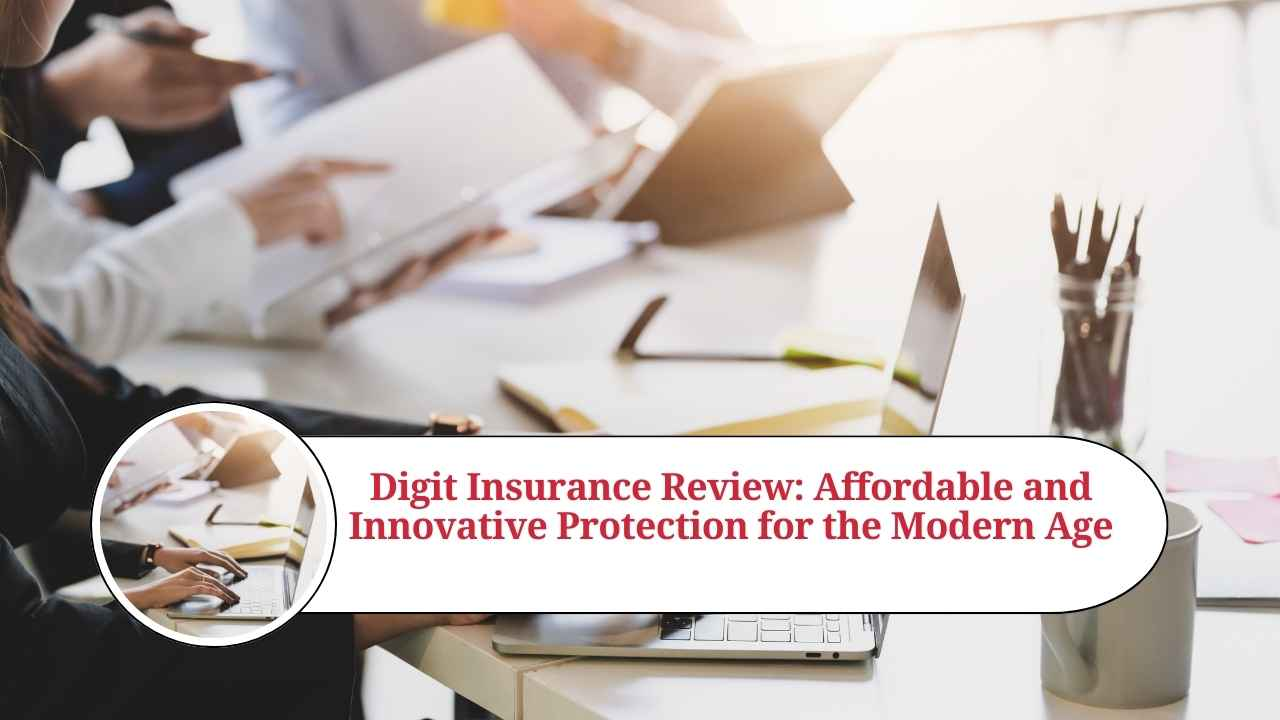 Digit Insurance Review: Affordable and
Innovative Protection for the Modern Age